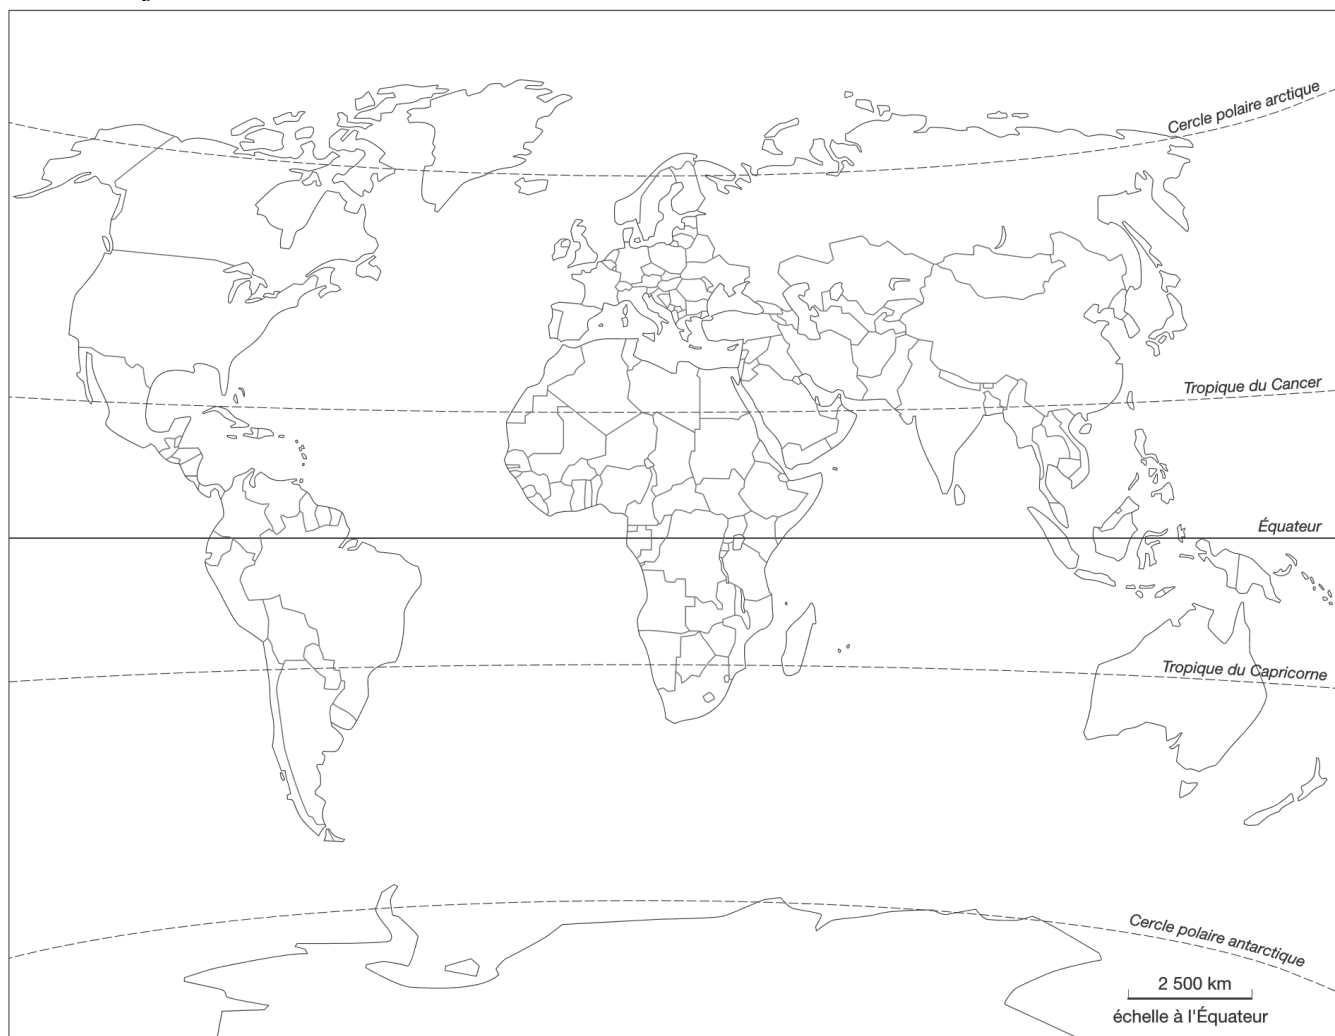 Cercle polaire arctique
Tropique du Cancer
Équateur
Tropique du Capricorne
Cercle polaire antarctique
2 500 km
échelle à l'Équateur